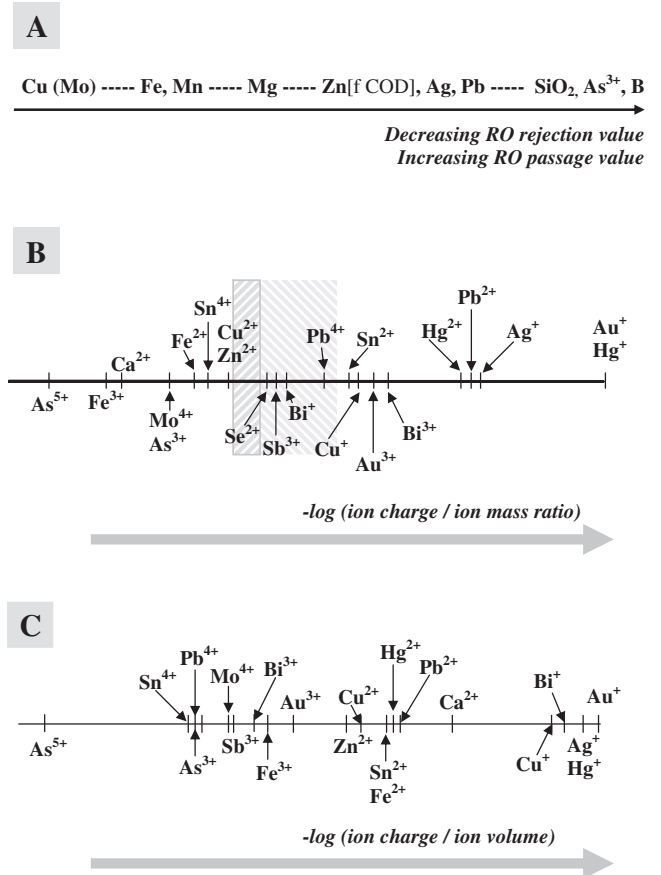 A
Cu (Mo) ----- Fe, Mn ----- Mg ----- Zn[f COD], Ag, Pb ----- SiO₂, As³⁺, B
Decreasing RO rejection value
Increasing RO passage value
B
Pb²⁺
Sn⁴⁺
Fe²⁺ Cu²⁺ Pb⁴⁺ Sn²⁺ Hg²⁺ Ag⁺ Au⁺
Ca²⁺ Zn²⁺ Hg⁺
As⁵⁺ Fe³⁺ Bi⁺
Mo⁴⁺ Se²⁺ Bi³⁺
As³⁺ Sb³⁺ Cu⁺
Au³⁺
-log (ion charge / ion mass ratio)
C
Pb⁴⁺ Hg²⁺
Sn⁴⁺ Mo⁴⁺ Bi³⁺ Pb²⁺
Au³⁺ Cu²⁺ Ca²⁺ Bi⁺ Au⁺
As⁵⁺ Sb³⁺ Zn²⁺ Ag⁺
As³⁺ Fe³⁺ Sn²⁺ Cu⁺ Hg⁺
Fe²⁺
-log (ion charge / ion volume)